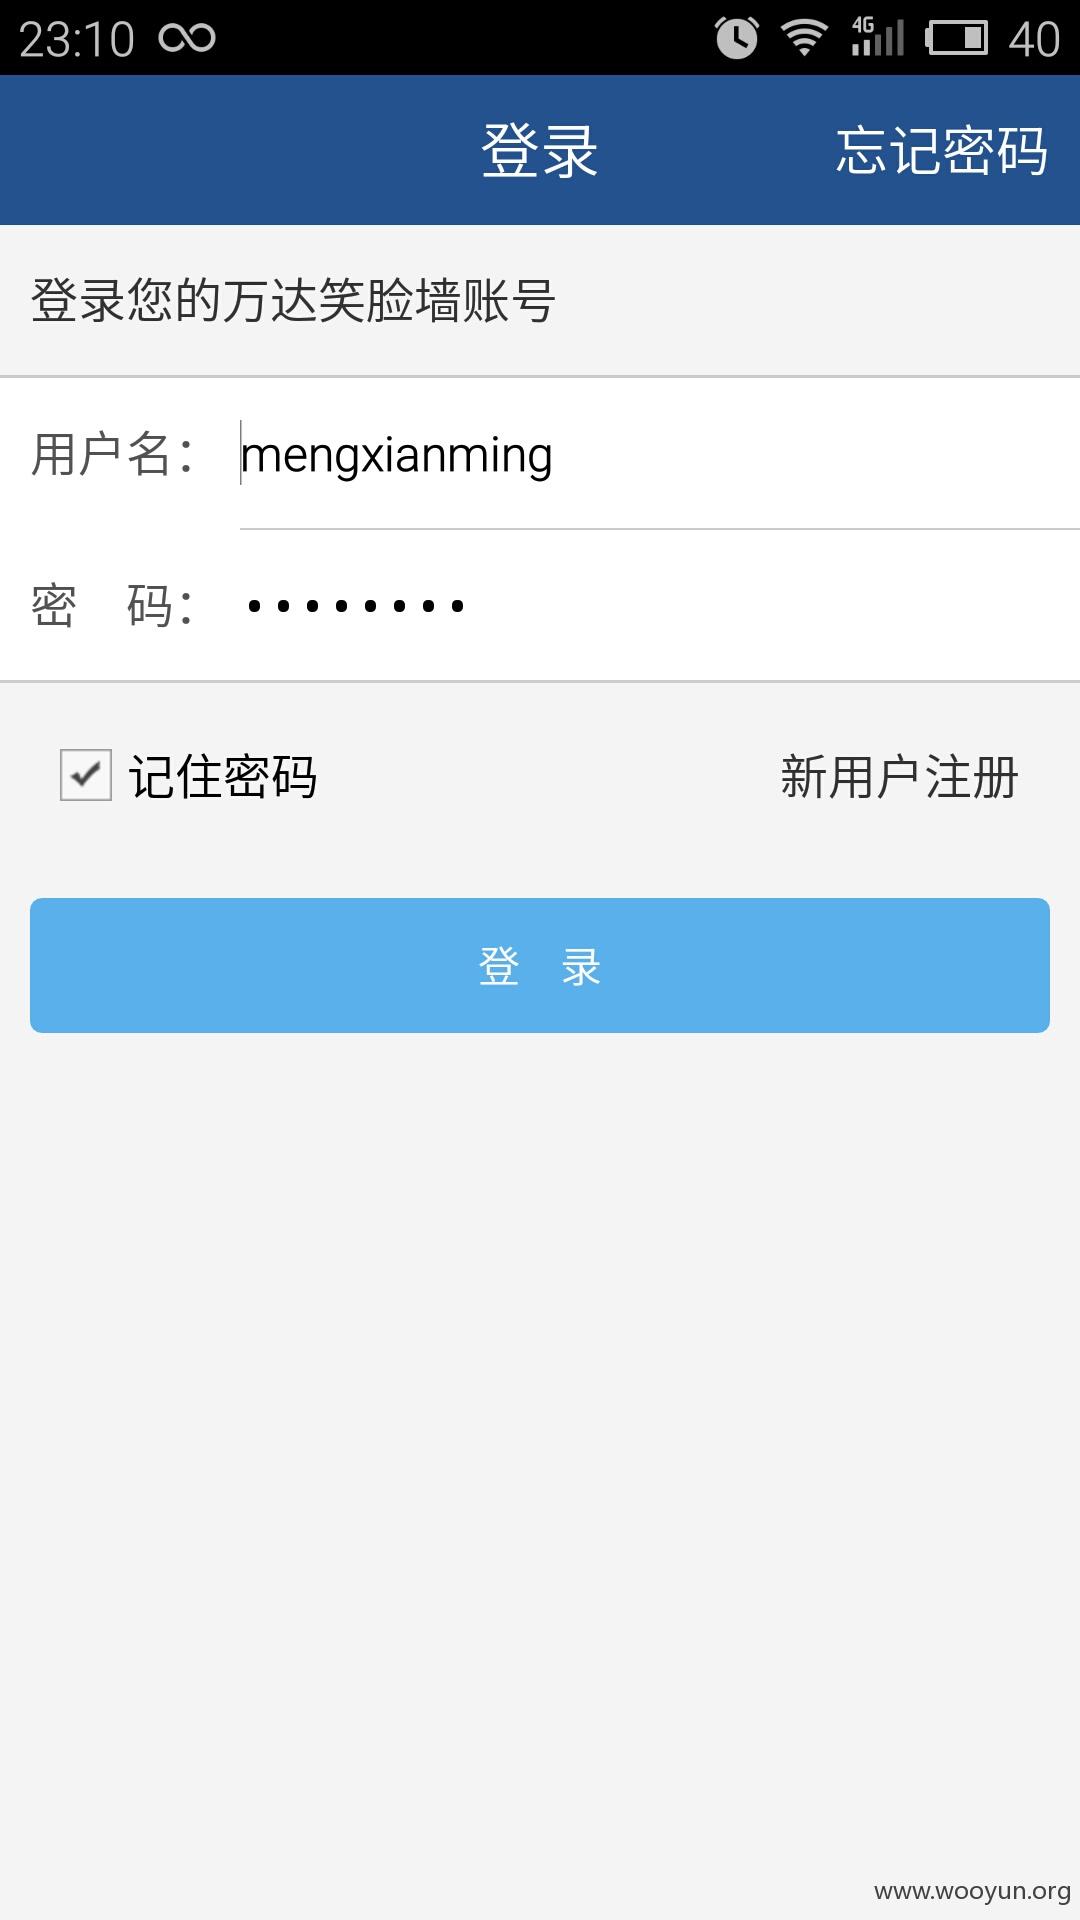 23:10 4G 40
登录 忘记密码
登录您的万达笑脸墙账号
用户名： mengxianming
密 码： ••••••••
记住密码 新用户注册
登 录
www.wooyun.org